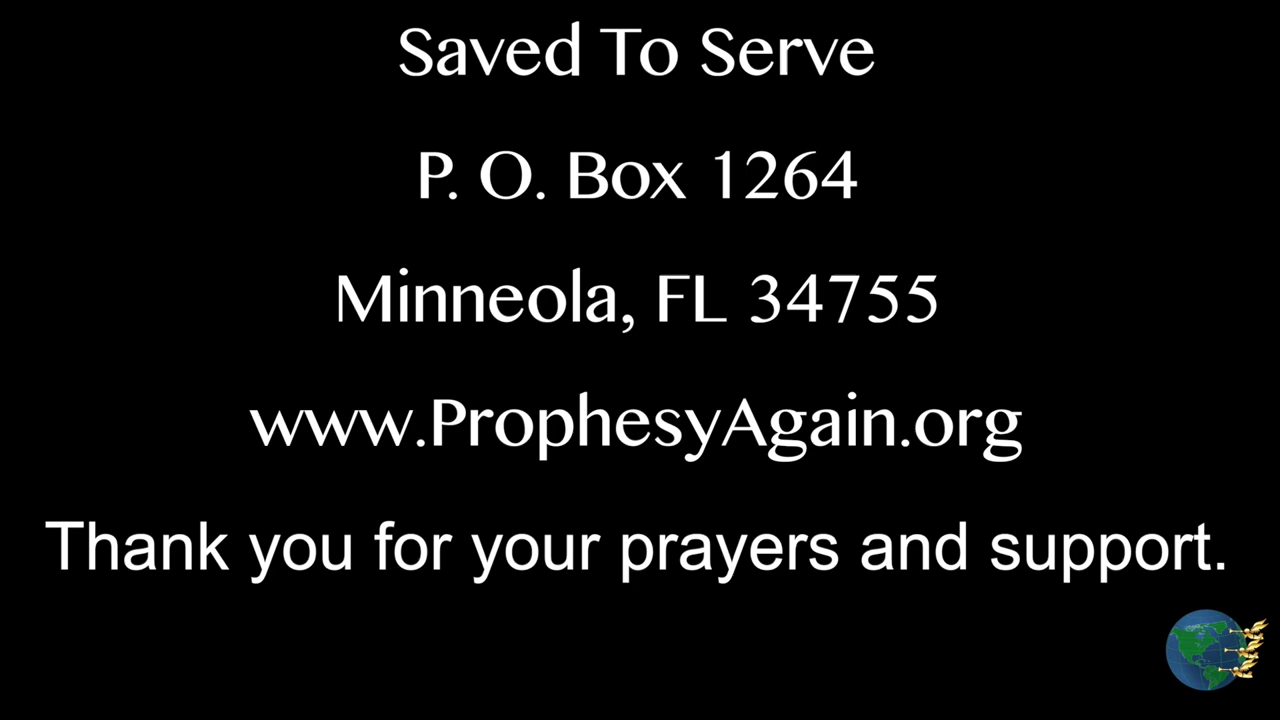 Saved To Serve
P. O. Box 1264
Minneola, FL 34755
www.ProphesyAgain.org
Thank you for your prayers and support.